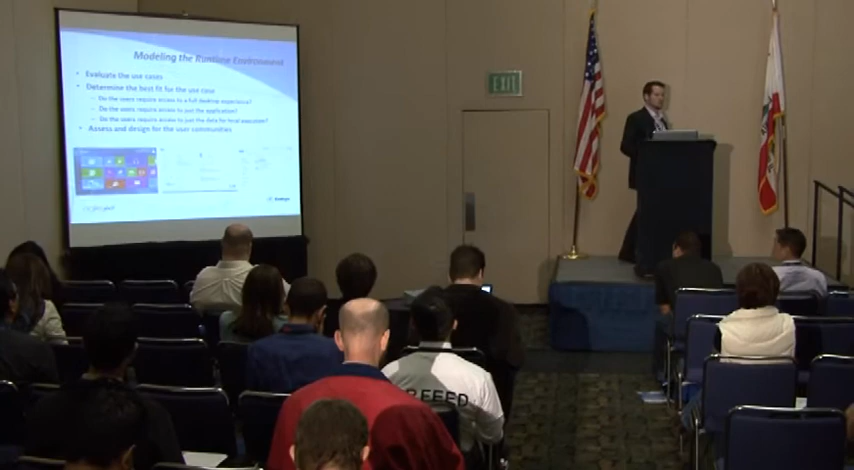 Modeling the Runtime Environment
• Evaluate the use cases
• Determine the best fit for the use case
– Do the users require access to a full desktop experience?
– Do the users require access to just the application?
– Do the users require access to just the data for local execution?
• Assess and design for the user communities
EXIT
REEED